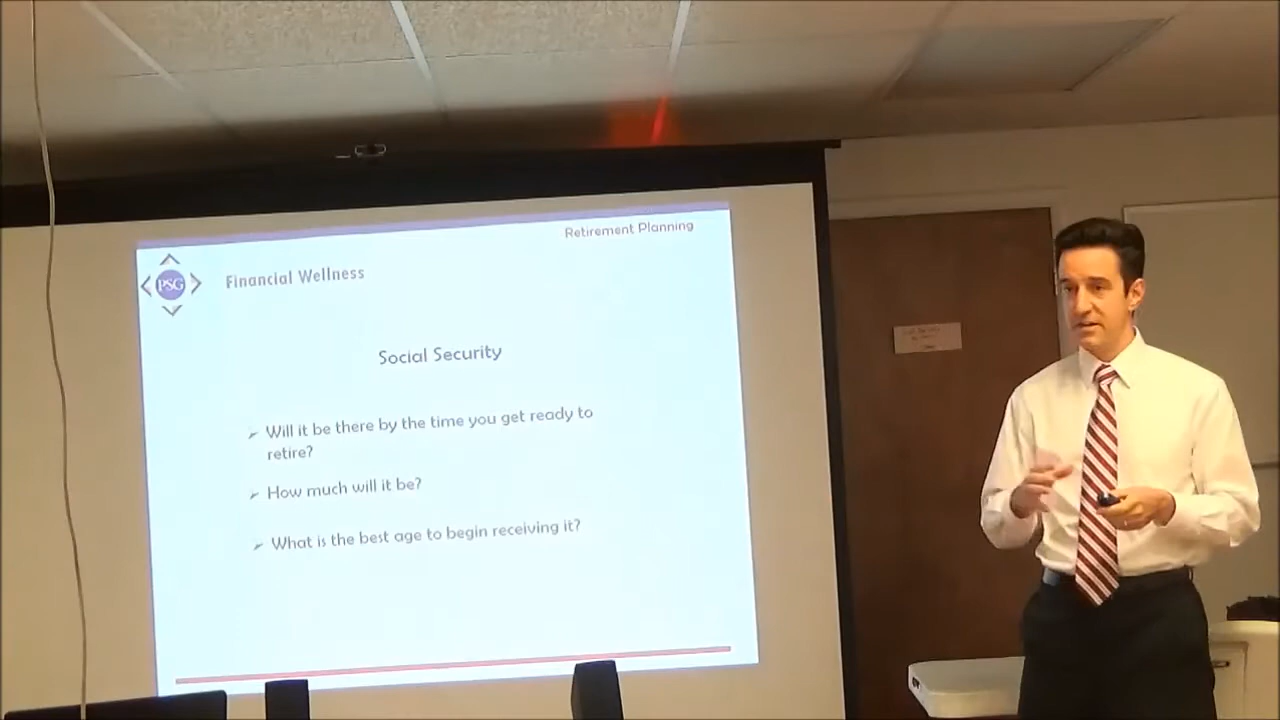 Retirement Planning
PSG
Financial Wellness
Social Security
Will it be there by the time you get ready to
retire?
How much will it be?
What is the best age to begin receiving it?